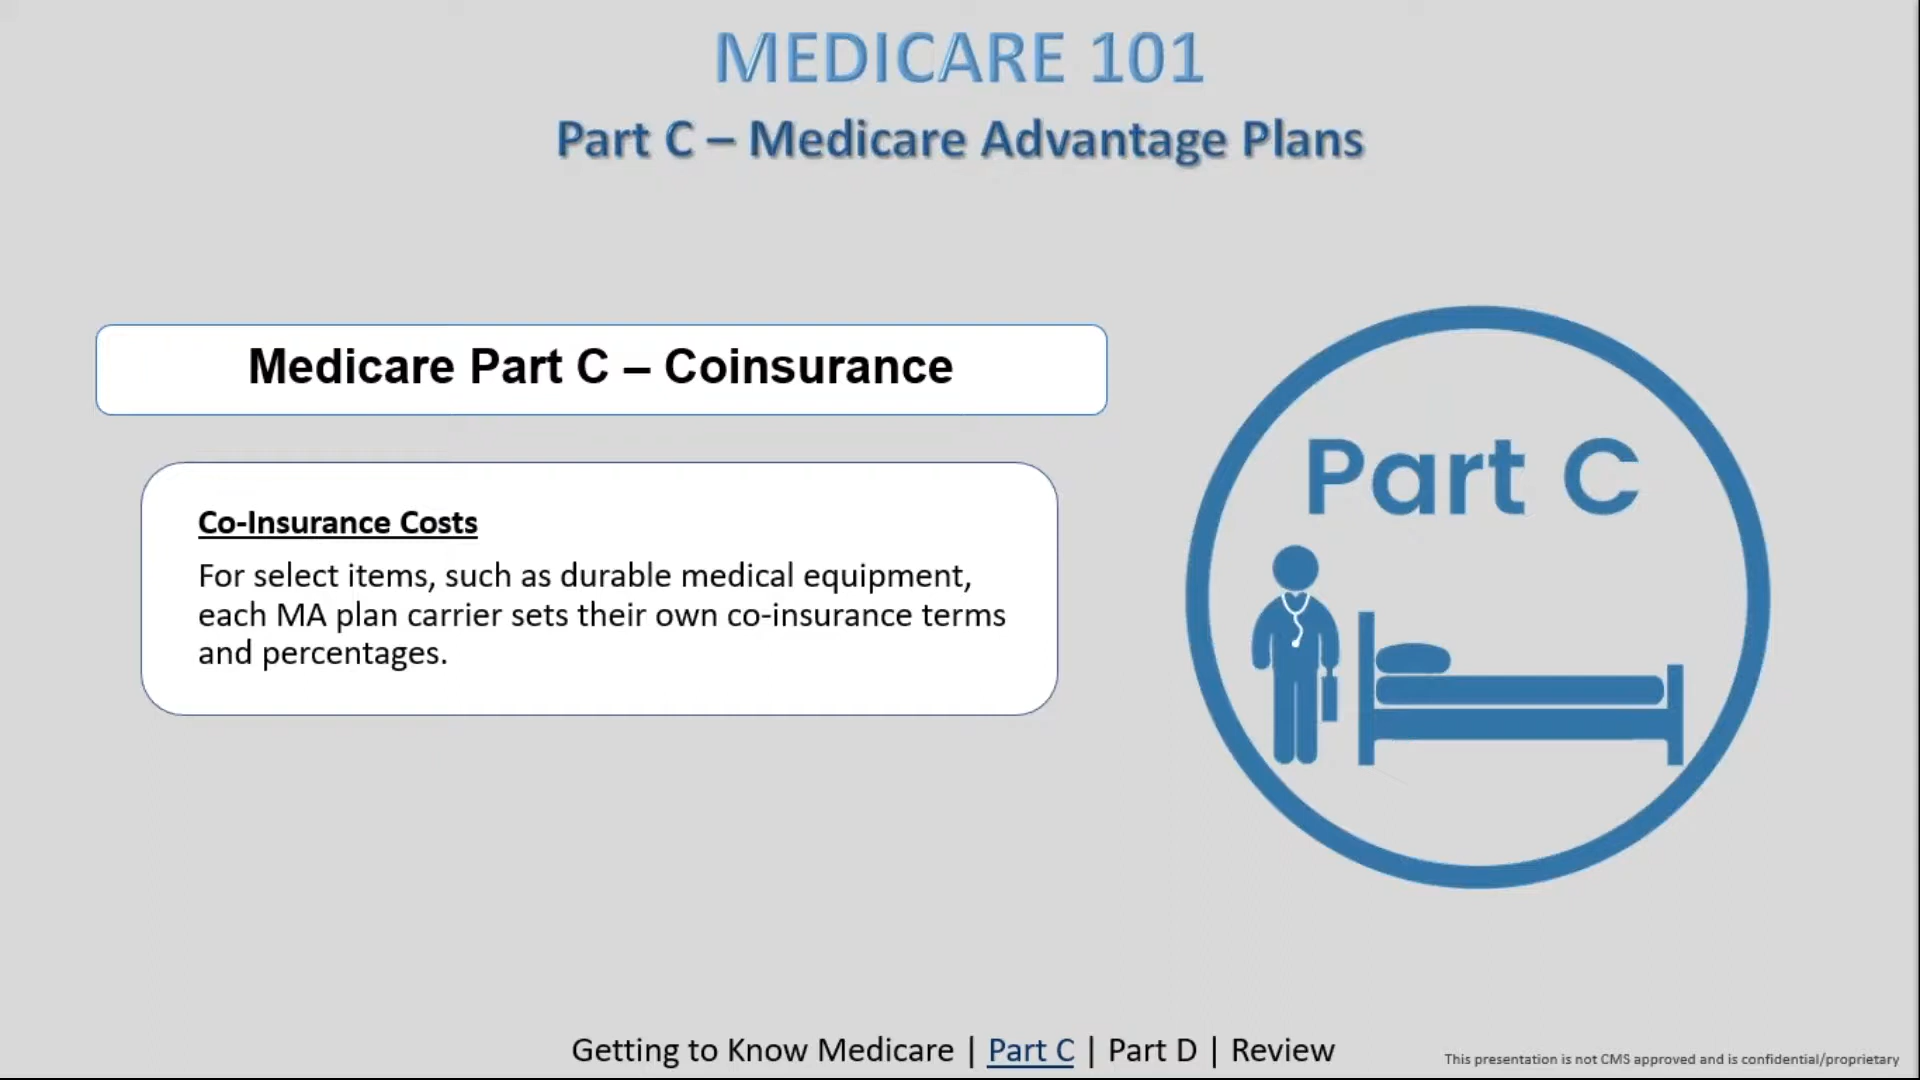 MEDICARE 101
Part C – Medicare Advantage Plans
Medicare Part C – Coinsurance
Co-Insurance Costs
For select items, such as durable medical equipment,
each MA plan carrier sets their own co-insurance terms
and percentages.
Part C
Getting to Know Medicare | Part C | Part D | Review
This presentation is not CMS approved and is confidential/proprietary